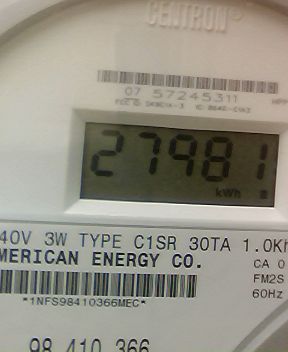 CENTRON®
07 57245311
27981
kWh
40V 3W TYPE C1SR 30TA 1.0Kh
MERICAN ENERGY CO.
CA 0
FM2S
60Hz
*1NFS98410366MEC*
98 410 366